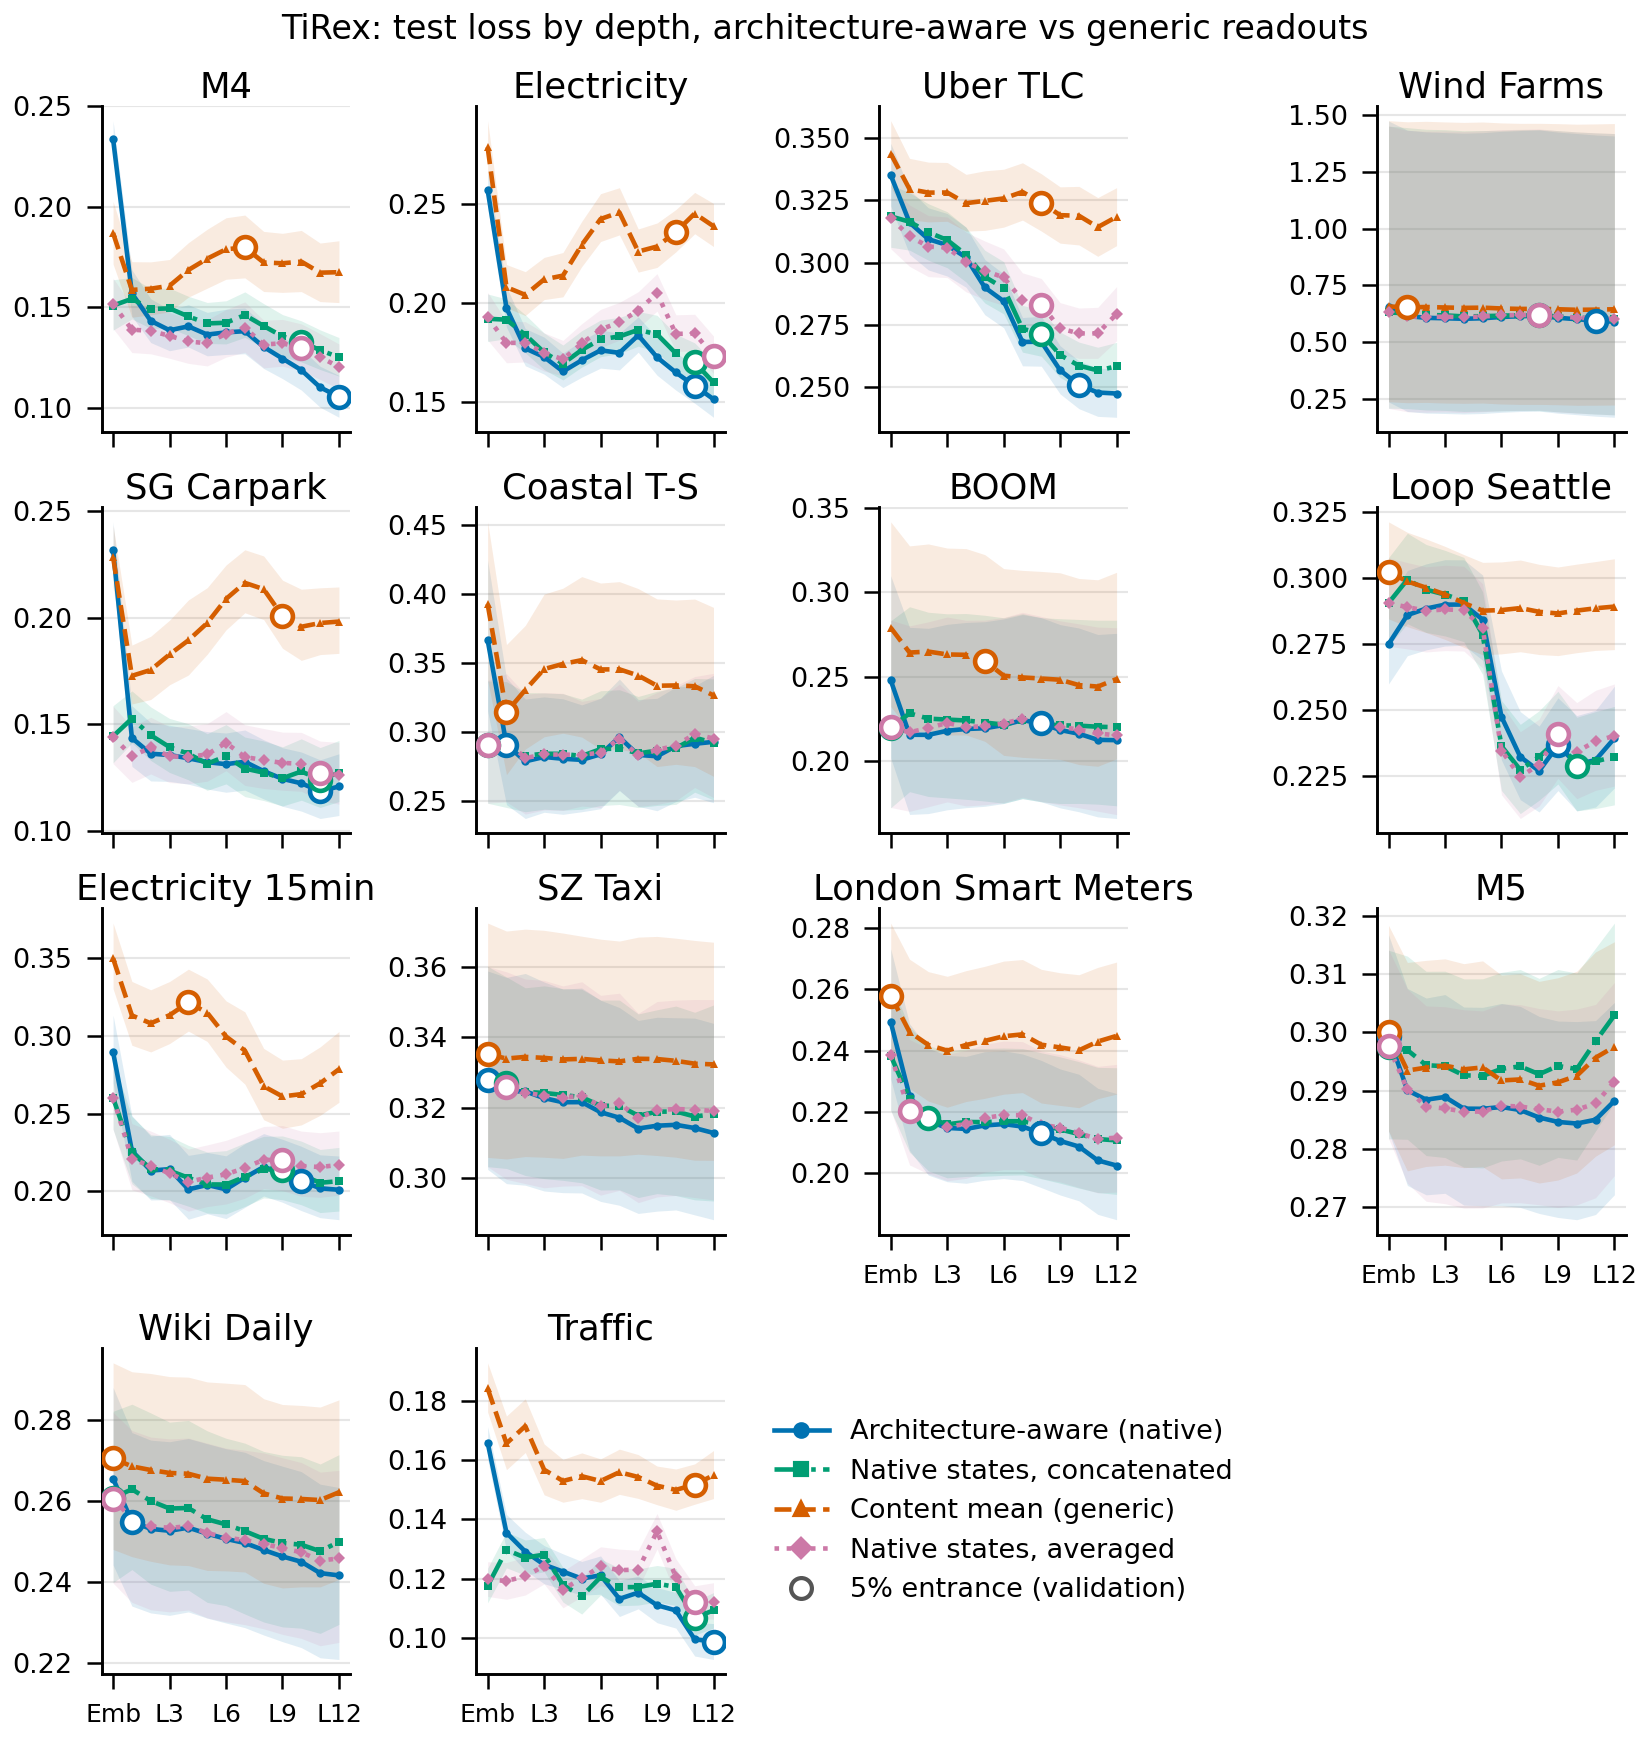 TiRex: test loss by depth, architecture-aware vs generic readouts
M4
Electricity
Uber TLC
Wind Farms
0.25
0.20
0.15
0.10
0.25
0.20
0.15
0.350
0.325
0.300
0.275
0.250
1.50
1.25
1.00
0.75
0.50
0.25
SG Carpark
Coastal T-S
BOOM
Loop Seattle
0.25
0.20
0.15
0.10
0.45
0.40
0.35
0.30
0.25
0.35
0.30
0.25
0.20
0.325
0.300
0.275
0.250
0.225
Electricity 15min
SZ Taxi
London Smart Meters
M5
0.35
0.30
0.25
0.20
0.36
0.34
0.32
0.30
0.28
0.26
0.24
0.22
0.20
0.32
0.31
0.30
0.29
0.28
0.27
Emb L3 L6 L9 L12
Emb L3 L6 L9 L12
Wiki Daily
Traffic
0.28
0.26
0.24
0.22
0.18
0.16
0.14
0.12
0.10
Emb L3 L6 L9 L12
Emb L3 L6 L9 L12
Architecture-aware (native)
Native states, concatenated
Content mean (generic)
Native states, averaged
5% entrance (validation)